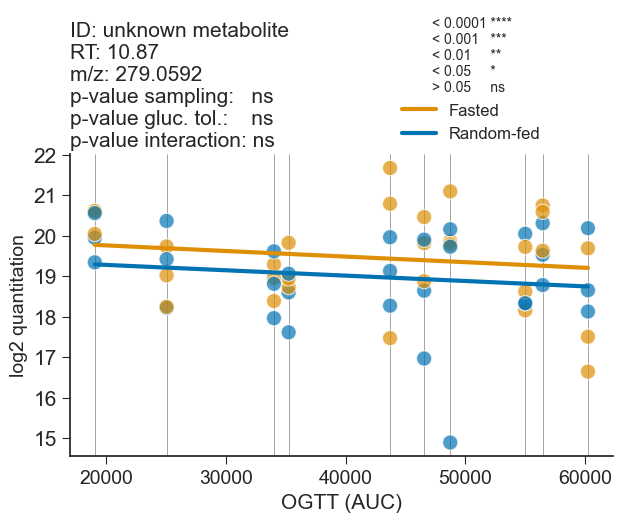 ID: unknown metabolite
RT: 10.87
m/z: 279.0592
p-value sampling: ns
p-value gluc. tol.: ns
p-value interaction: ns
< 0.0001 ****
< 0.001 ***
< 0.01 **
< 0.05 *
> 0.05 ns
Fasted
Random-fed
log2 quantitation
22
21
20
19
18
17
16
15
20000 30000 40000 50000 60000
OGTT (AUC)